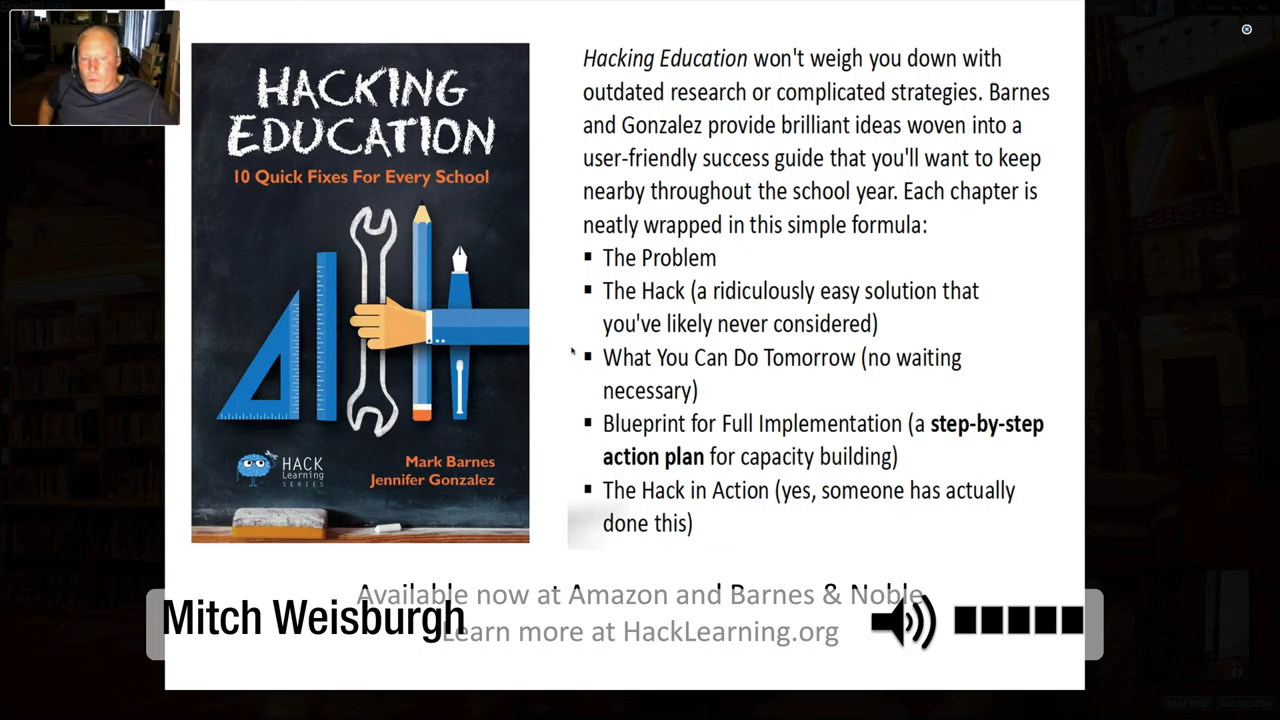 HACKING
EDUCATION
10 Quick Fixes For Every School
HACK
Learning
SERIES
Mark Barnes
Jennifer Gonzalez
Hacking Education won't weigh you down with
outdated research or complicated strategies. Barnes
and Gonzalez provide brilliant ideas woven into a
user-friendly success guide that you'll want to keep
nearby throughout the school year. Each chapter is
neatly wrapped in this simple formula:
▪ The Problem
▪ The Hack (a ridiculously easy solution that
you've likely never considered)
▪ What You Can Do Tomorrow (no waiting
necessary)
▪ Blueprint for Full Implementation (a step-by-step
action plan for capacity building)
▪ The Hack in Action (yes, someone has actually
done this)
Available now at Amazon and Barnes & Noble
Learn more at HackLearning.org
Mitch Weisburgh